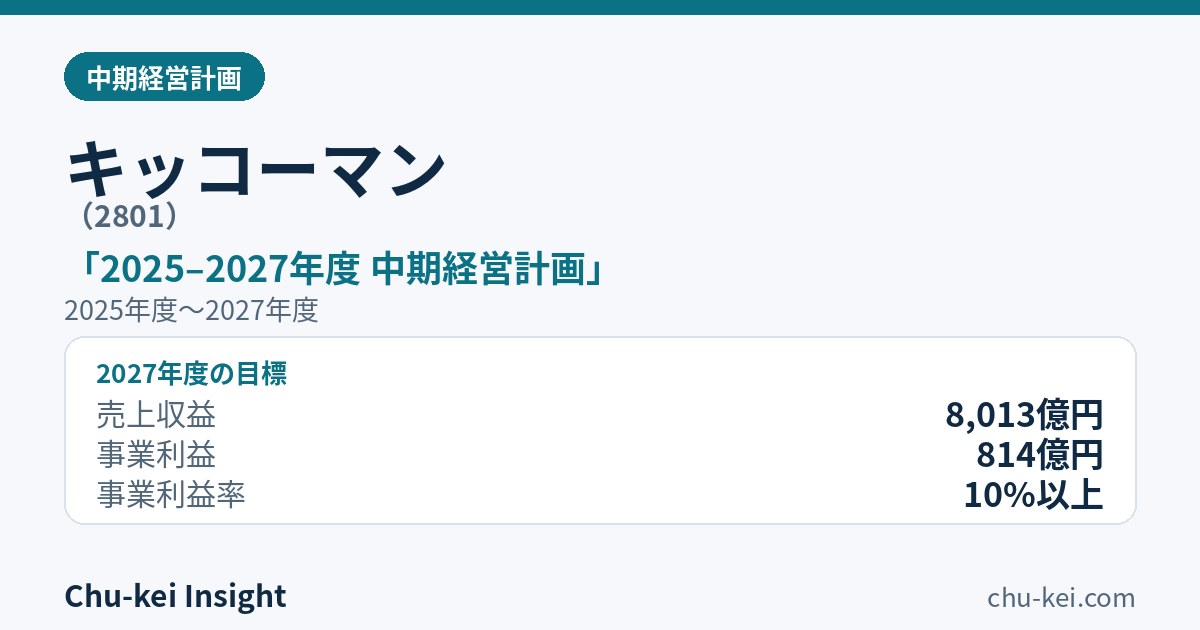 中期経営計画
キッコーマン
（2801）
「2025–2027年度 中期経営計画」
2025年度〜2027年度
2027年度の目標
売上収益 8,013億円
事業利益 814億円
事業利益率 10%以上
Chu-kei Insight chu-kei.com